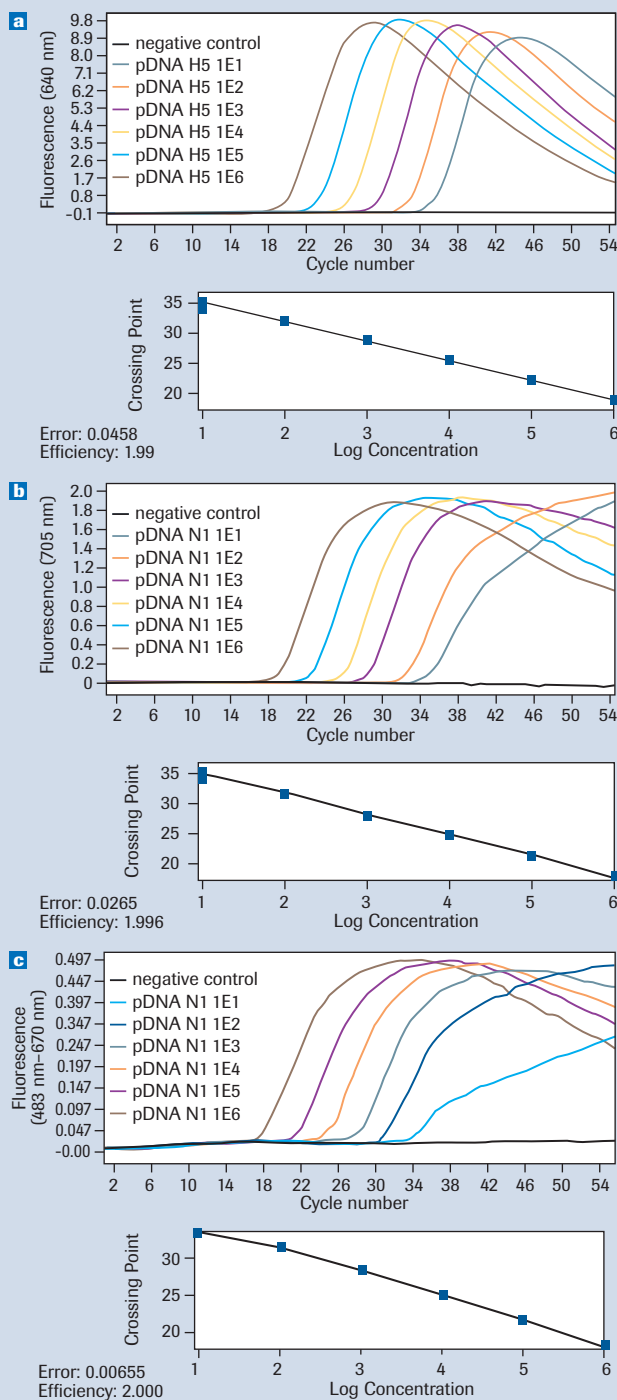 a
Fluorescence (640 nm)
9.8
8.9
7.1
6.2
5.3
4.4
3.5
2.6
1.7
0.8
-0.1
negative control
pDNA H5 1E1
pDNA H5 1E2
pDNA H5 1E3
pDNA H5 1E4
pDNA H5 1E5
pDNA H5 1E6
2 6 10 14 18 22 26 30 34 38 42 46 50 54
Cycle number
Crossing Point
35
30
25
20
1 2 3 4 5 6
Log Concentration
Error: 0.0458
Efficiency: 1.99
b
Fluorescence (705 nm)
2.0
1.8
1.6
1.4
1.2
1.0
0.8
0.6
0.4
0.2
0
negative control
pDNA N1 1E1
pDNA N1 1E2
pDNA N1 1E3
pDNA N1 1E4
pDNA N1 1E5
pDNA N1 1E6
2 6 10 14 18 22 26 30 34 38 42 46 50 54
Cycle number
Crossing Point
35
30
25
20
1 2 3 4 5 6
Log Concentration
Error: 0.0265
Efficiency: 1.996
c
Fluorescence
(483 nm–670 nm)
0.497
0.447
0.397
0.347
0.247
0.197
0.147
0.097
0.047
-0.00
negative control
pDNA N1 1E1
pDNA N1 1E2
pDNA N1 1E3
pDNA N1 1E4
pDNA N1 1E5
pDNA N1 1E6
2 6 10 14 18 22 26 30 34 38 42 46 50 54
Cycle number
Crossing Point
30
25
20
1 2 3 4 5 6
Log Concentration
Error: 0.00655
Efficiency: 2.000